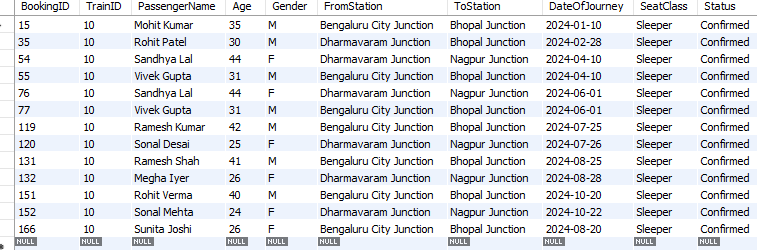 BookingID TrainID PassengerName Age Gender FromStation ToStation DateOfJourney SeatClass Status
15 10 Mohit Kumar 35 M Bengaluru City Junction Bhopal Junction 2024-01-10 Sleeper Confirmed
35 10 Rohit Patel 30 M Dharmavaram Junction Bhopal Junction 2024-02-28 Sleeper Confirmed
54 10 Sandhya Lal 44 F Dharmavaram Junction Nagpur Junction 2024-04-10 Sleeper Confirmed
55 10 Vivek Gupta 31 M Bengaluru City Junction Bhopal Junction 2024-04-10 Sleeper Confirmed
76 10 Sandhya Lal 44 F Dharmavaram Junction Nagpur Junction 2024-06-01 Sleeper Confirmed
77 10 Vivek Gupta 31 M Bengaluru City Junction Bhopal Junction 2024-06-01 Sleeper Confirmed
119 10 Ramesh Kumar 42 M Bengaluru City Junction Bhopal Junction 2024-07-25 Sleeper Confirmed
120 10 Sonal Desai 25 F Dharmavaram Junction Nagpur Junction 2024-07-26 Sleeper Confirmed
131 10 Ramesh Shah 41 M Bengaluru City Junction Bhopal Junction 2024-08-25 Sleeper Confirmed
132 10 Megha Iyer 26 F Dharmavaram Junction Nagpur Junction 2024-08-28 Sleeper Confirmed
151 10 Rohit Verma 40 M Bengaluru City Junction Bhopal Junction 2024-10-20 Sleeper Confirmed
152 10 Sonal Mehta 24 F Dharmavaram Junction Nagpur Junction 2024-10-22 Sleeper Confirmed
166 10 Sunita Joshi 26 F Bengaluru City Junction Bhopal Junction 2024-08-20 Sleeper Confirmed
NULL NULL NULL NULL NULL NULL NULL NULL NULL NULL